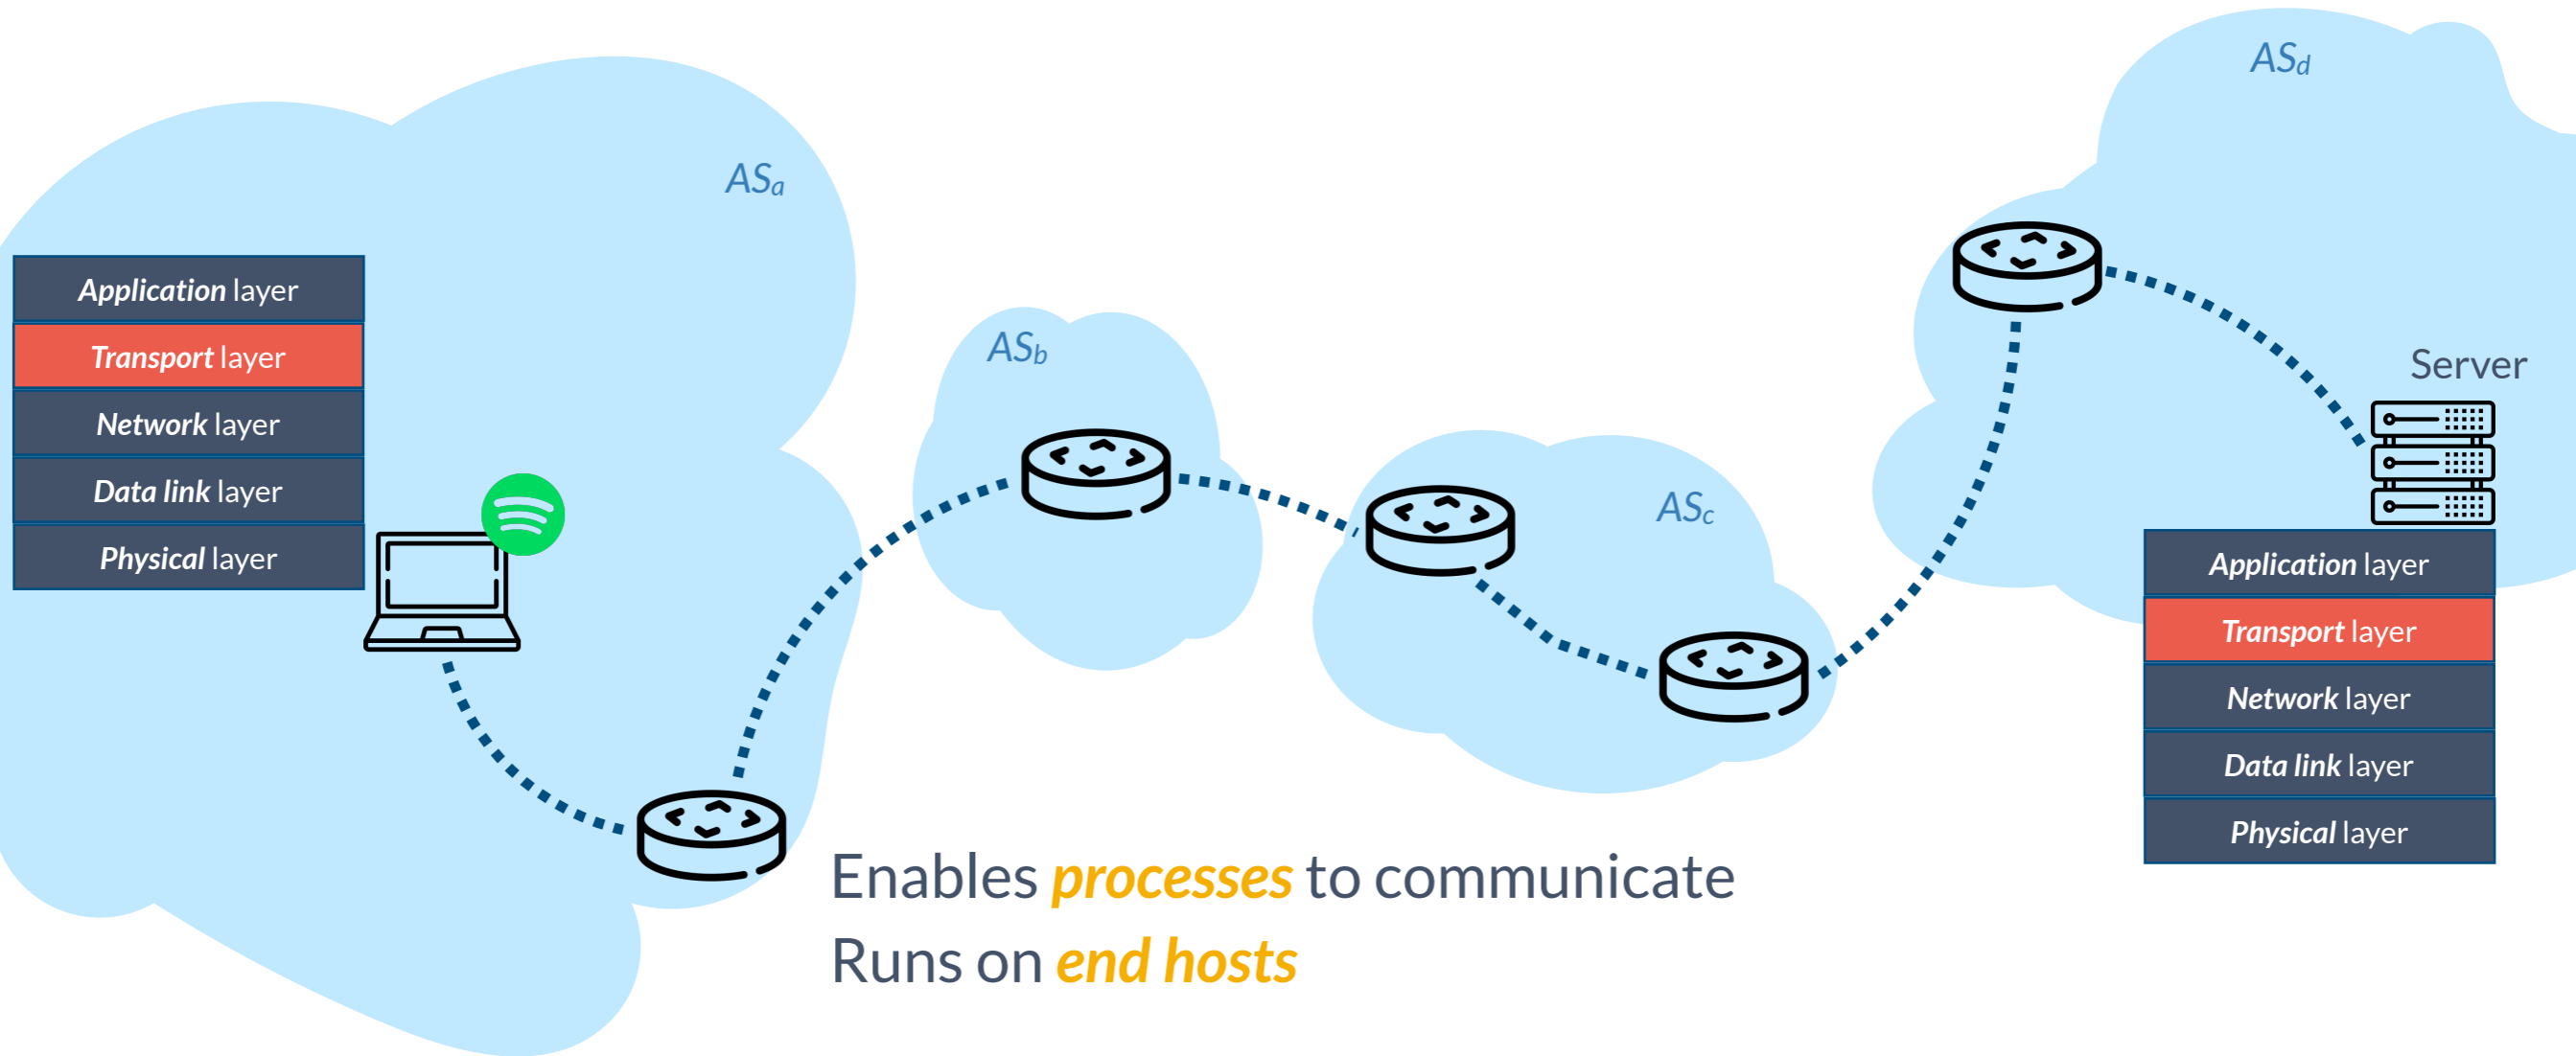 ASa
Application layer
Transport layer
Network layer
Data link layer
Physical layer
ASb
ASc
ASd
Server
Application layer
Transport layer
Network layer
Data link layer
Physical layer
Enables processes to communicate
Runs on end hosts